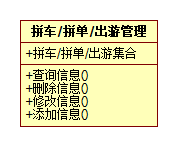 拼车/拼单/出游管理
+拼车/拼单/出游集合
+查询信息()
+删除信息()
+修改信息()
+添加信息()